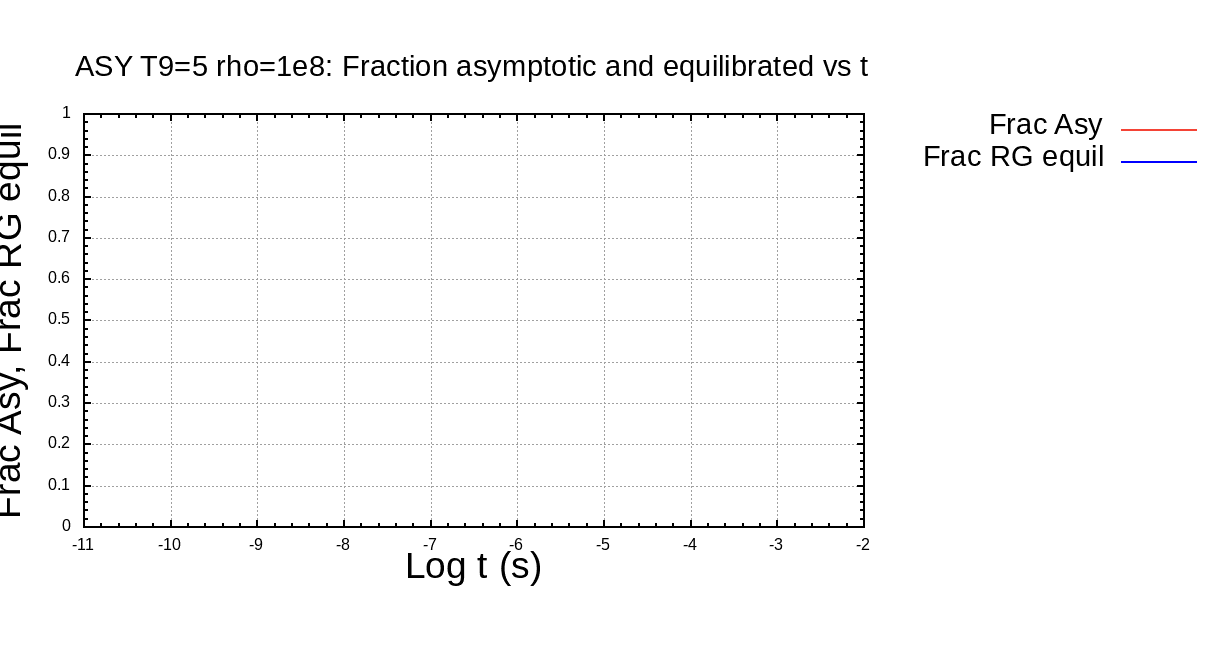 ASY T9=5 rho=1e8: Fraction asymptotic and equilibrated vs t
Frac Asy
Frac RG equil
Frac Asy, Frac RG equil
1
0.9
0.8
0.7
0.6
0.5
0.4
0.3
0.2
0.1
0
-11 -10 -9 -8 -7 -6 -5 -4 -3 -2
Log t (s)